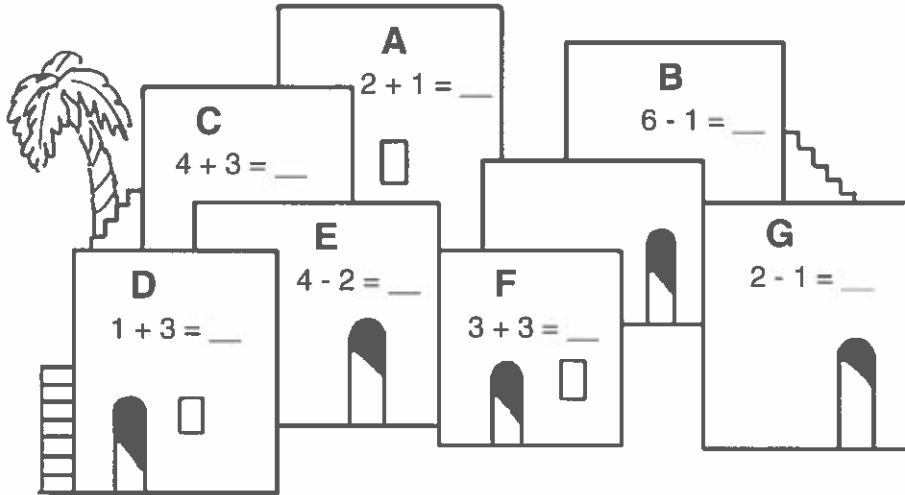 A
2 + 1 = __
B
6 - 1 = __
C
4 + 3 = __
E
4 - 2 = __
G
2 - 1 = __
D
1 + 3 = __
F
3 + 3 = __